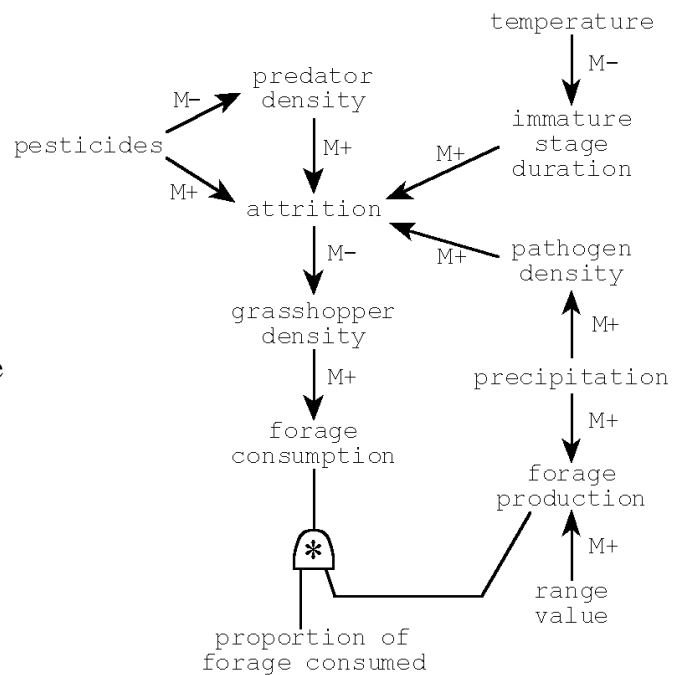 temperature
M-
predator
density
M-
pesticides
M+
immature
stage
duration
M+
M+
attrition
M-
pathogen
density
M+
grasshopper
density
M+
e
M+
precipitation
M+
forage
consumption
forage
production
*
M+
range
value
proportion of
forage consumed